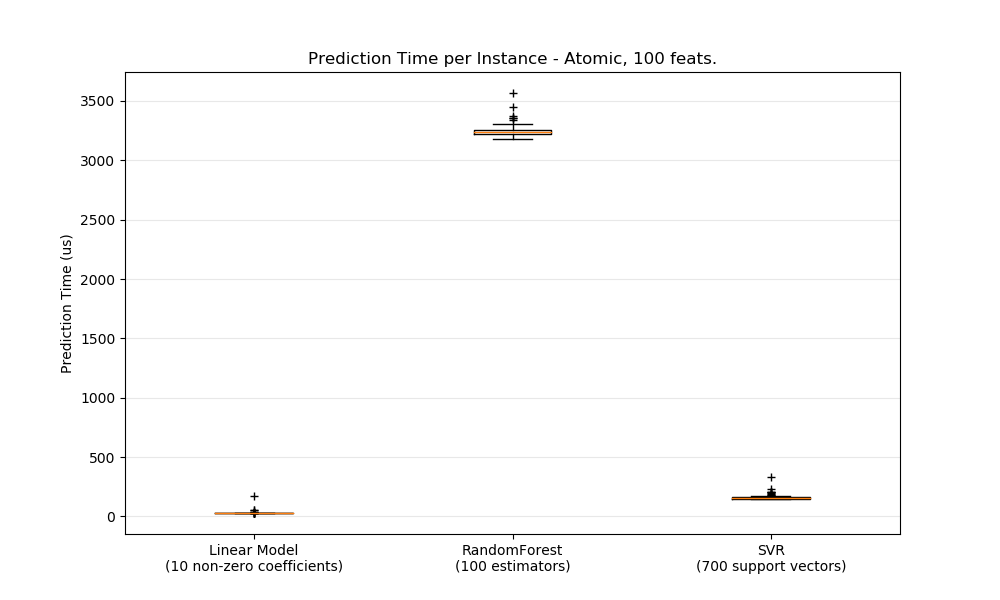 Prediction Time per Instance - Atomic, 100 feats.
3500
3000
2500
2000
1500
1000
500
0
Prediction Time (us)
Linear Model
(10 non-zero coefficients)
RandomForest
(100 estimators)
SVR
(700 support vectors)